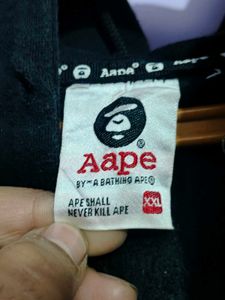 Aape
Aape
BY *A BATHING APE®
APE SHALL
NEVER KILL APE
XXL